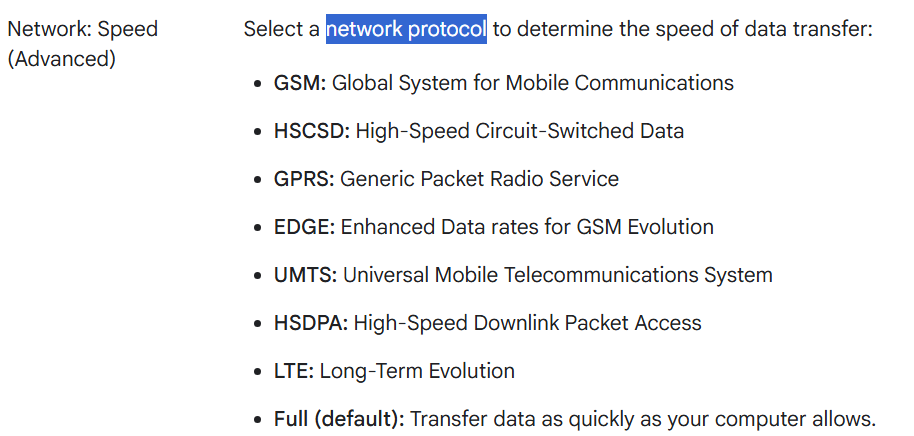 Network: Speed
(Advanced)
Select a network protocol to determine the speed of data transfer:
• GSM: Global System for Mobile Communications
• HSCSD: High-Speed Circuit-Switched Data
• GPRS: Generic Packet Radio Service
• EDGE: Enhanced Data rates for GSM Evolution
• UMTS: Universal Mobile Telecommunications System
• HSDPA: High-Speed Downlink Packet Access
• LTE: Long-Term Evolution
• Full (default): Transfer data as quickly as your computer allows.